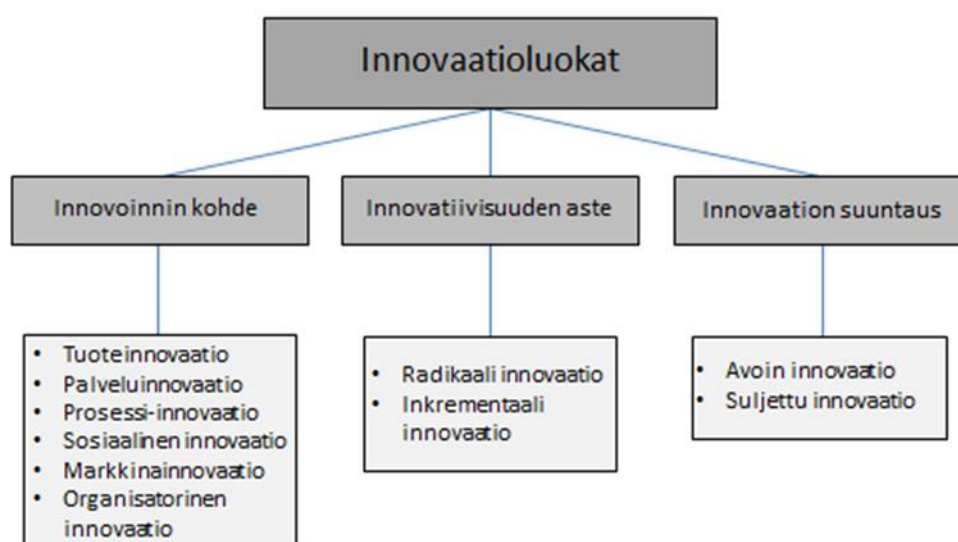 Innovaatioluokat
Innovoinnin kohde
Innovatiivisuuden aste
Innovaation suuntaus
• Tuoteinnovaatio
• Palveluinnovaatio
• Prosessi-innovaatio
• Sosiaalinen innovaatio
• Markkinainnovaatio
• Organisatorinen
innovaatio
• Radikaali innovaatio
• Inkrementaali
innovaatio
• Avoin innovaatio
• Suljettu innovaatio